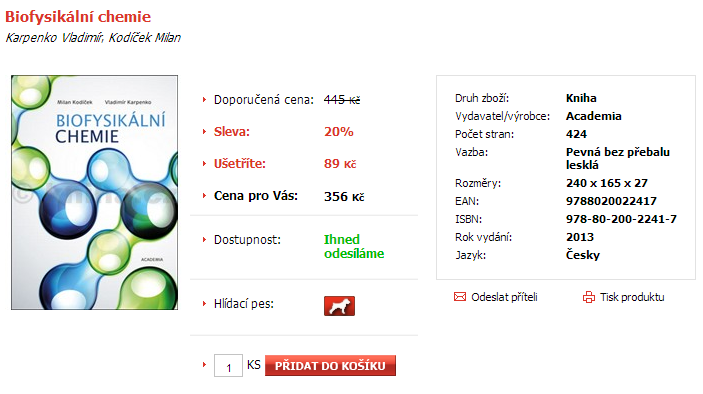 Biofysikální chemie
Karpenko Vladimír, Kodíček Milan
Milan Kodíček Vladimír Karpenko
BIOFYSIKÁLNÍ
CHEMIE
ACADEMIA
Doporučená cena: 445 Kč
Sleva: 20%
Ušetříte: 89 Kč
Cena pro Vás: 356 Kč
Dostupnost: Ihned
odesíláme
Hlídací pes:
1 KS PŘIDAT DO KOŠÍKU
Druh zboží: Kniha
Vydavatel/výrobce: Academia
Počet stran: 424
Vazba: Pevná bez přebalu
lesklá
Rozměry: 240 x 165 x 27
EAN: 9788020022417
ISBN: 978-80-200-2241-7
Rok vydání: 2013
Jazyk: Česky
Odeslat příteli Tisk produktu